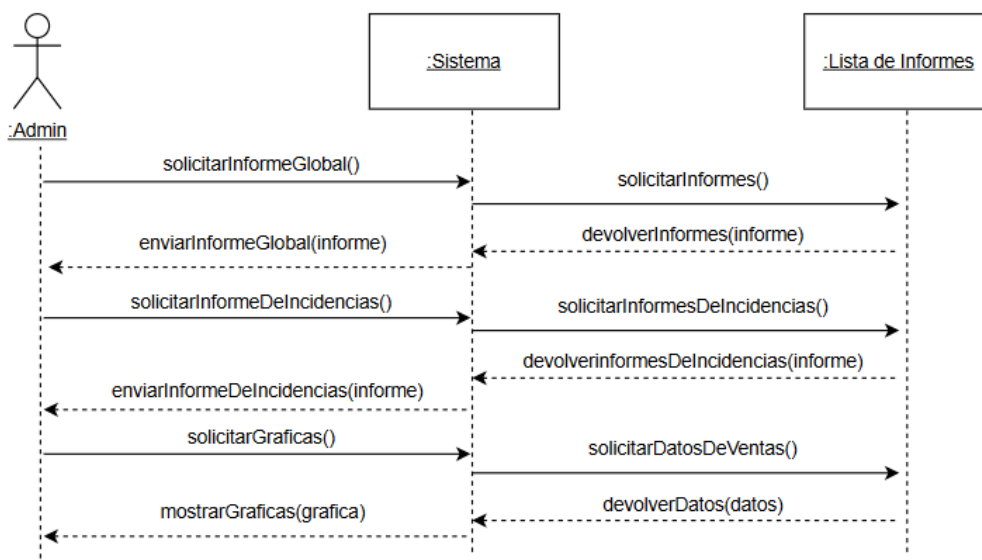 :Sistema
:Lista de Informes
:Admin
solicitarInformeGlobal()
solicitarInformes()
devolverInformes(informe)
enviarInformeGlobal(informe)
solicitarInformeDeIncidencias()
solicitarInformesDeIncidencias()
devolverinformesDeIncidencias(informe)
enviarInformeDeIncidencias(informe)
solicitarGraficas()
solicitarDatosDeVentas()
devolverDatos(datos)
mostrarGraficas(grafica)